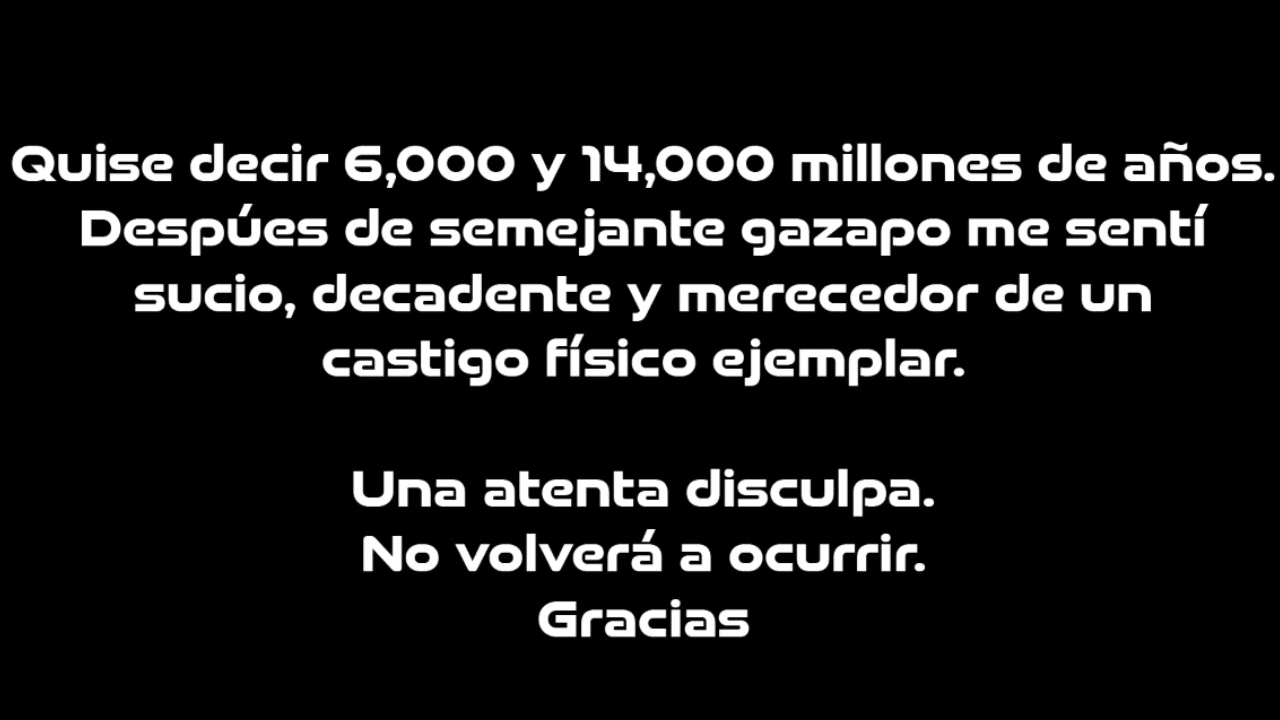 Quise decir 6,000 y 14,000 millones de años.
Despúes de semejante gazapo me sentí
sucio, decadente y merecedor de un
castigo físico ejemplar.
Una atenta disculpa.
No volverá a ocurrir.
Gracias